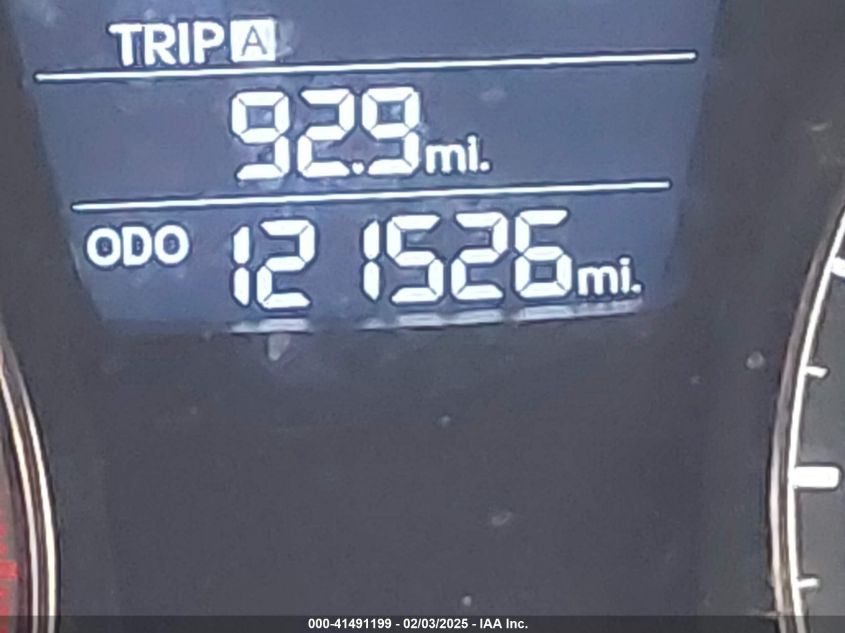 TRIP A
92.9 mi.
ODO 121526 mi.
000-41491199 - 02/03/2025 - IAA Inc.